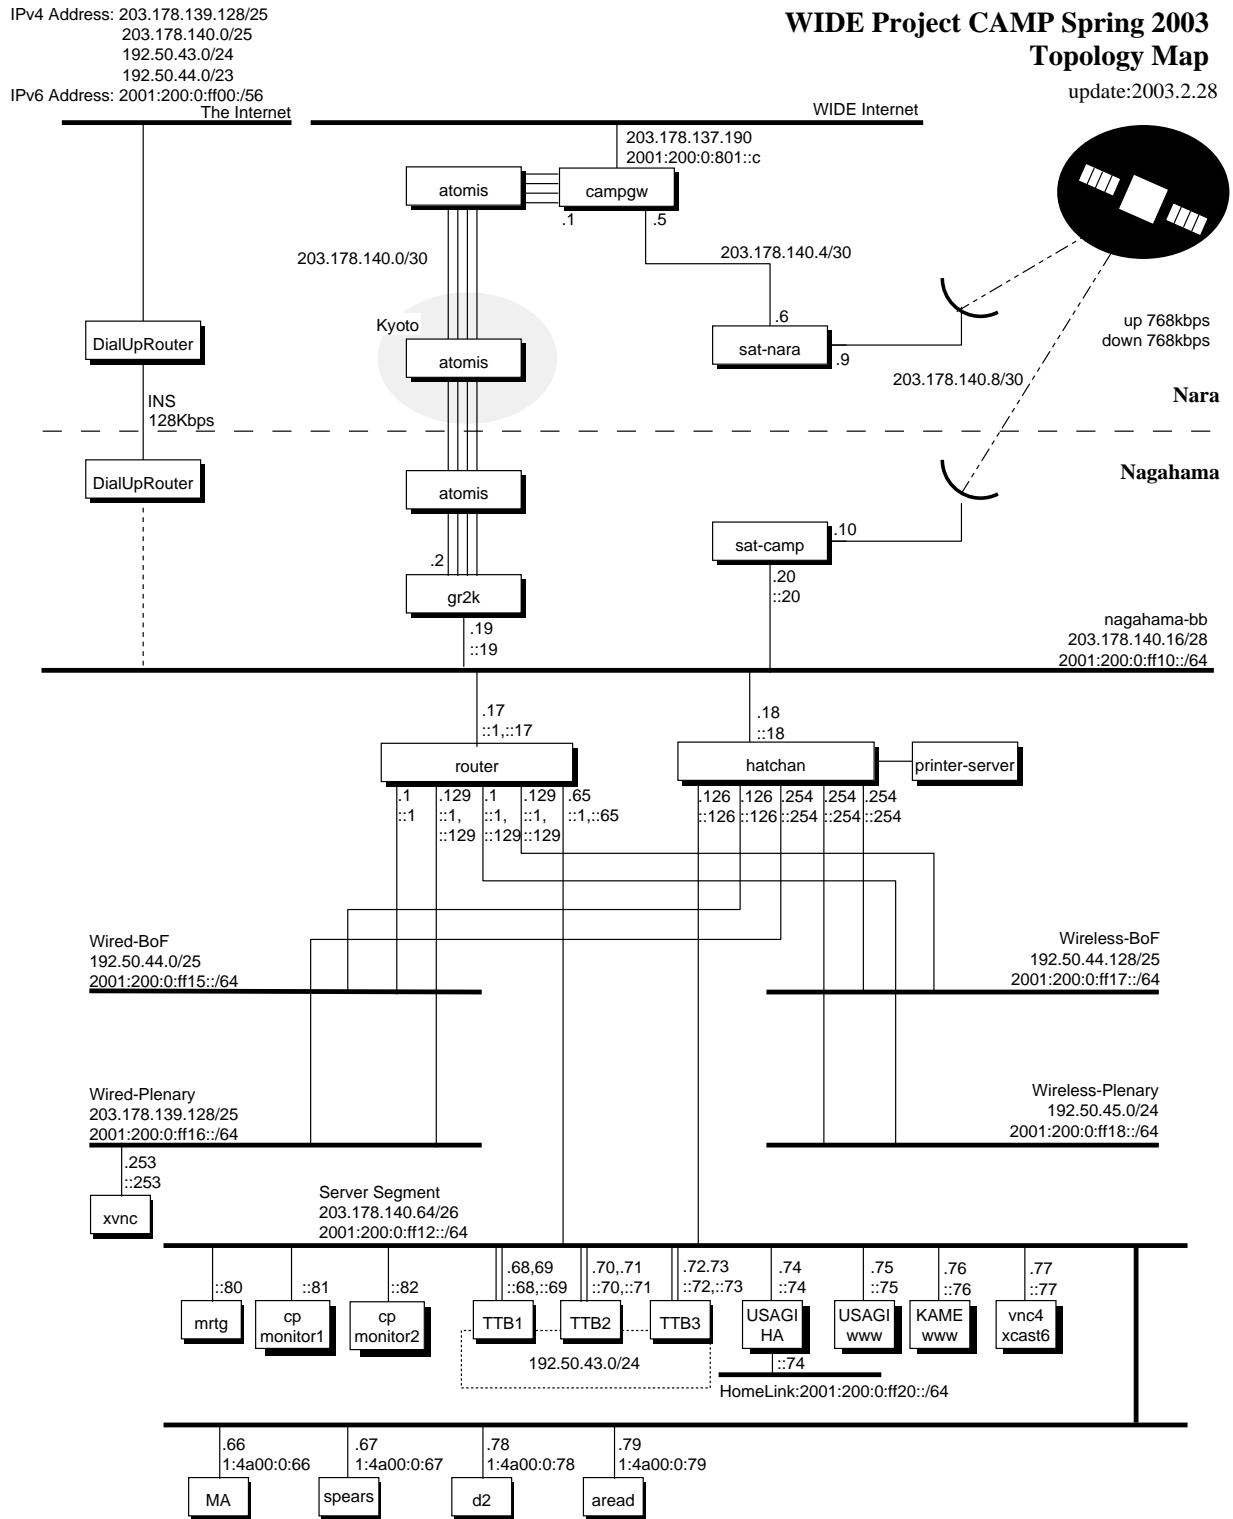 IPv4 Address: 203.178.139.128/25
203.178.140.0/25
192.50.43.0/24
192.50.44.0/23
IPv6 Address: 2001:200:0:ff00:/56
WIDE Project CAMP Spring 2003
Topology Map
update:2003.2.28
The Internet
WIDE Internet
203.178.137.190
2001:200:0:801::c
atomis
campgw
.1
.5
203.178.140.0/30
203.178.140.4/30
Kyoto
.6
DialUpRouter
atomis
sat-nara
.9
up 768kbps
down 768kbps
203.178.140.8/30
INS
128Kbps
Nara
Nagahama
DialUpRouter
atomis
.10
sat-camp
.2
gr2k
.20
::20
.19
::19
nagahama-bb
203.178.140.16/28
2001:200:0:ff10::/64
.17
::1,::17
.18
::18
router
hatchan
printer-server
.1
::1
.129
::1,
::129
.1
::1,
::129
.129
::1,
::129
.65
::1,::65
.126
::126
.126
::126
.254
::254
.254
::254
.254
::254
Wired-BoF
192.50.44.0/25
2001:200:0:ff15::/64
Wireless-BoF
192.50.44.128/25
2001:200:0:ff17::/64
Wired-Plenary
203.178.139.128/25
2001:200:0:ff16::/64
Wireless-Plenary
192.50.45.0/24
2001:200:0:ff18::/64
.253
::253
xvnc
Server Segment
203.178.140.64/26
2001:200:0:ff12::/64
::80
::81
::82
.68,69
::68,::69
.70,.71
::70,::71
.72.73
::72,::73
.74
::74
.75
::75
.76
::76
.77
::77
mrtg
cp
monitor1
cp
monitor2
TTB1
TTB2
TTB3
USAGI
HA
USAGI
www
KAME
www
vnc4
xcast6
192.50.43.0/24
::74
HomeLink:2001:200:0:ff20::/64
.66
1:4a00:0:66
.67
1:4a00:0:67
.78
1:4a00:0:78
.79
1:4a00:0:79
MA
spears
d2
aread